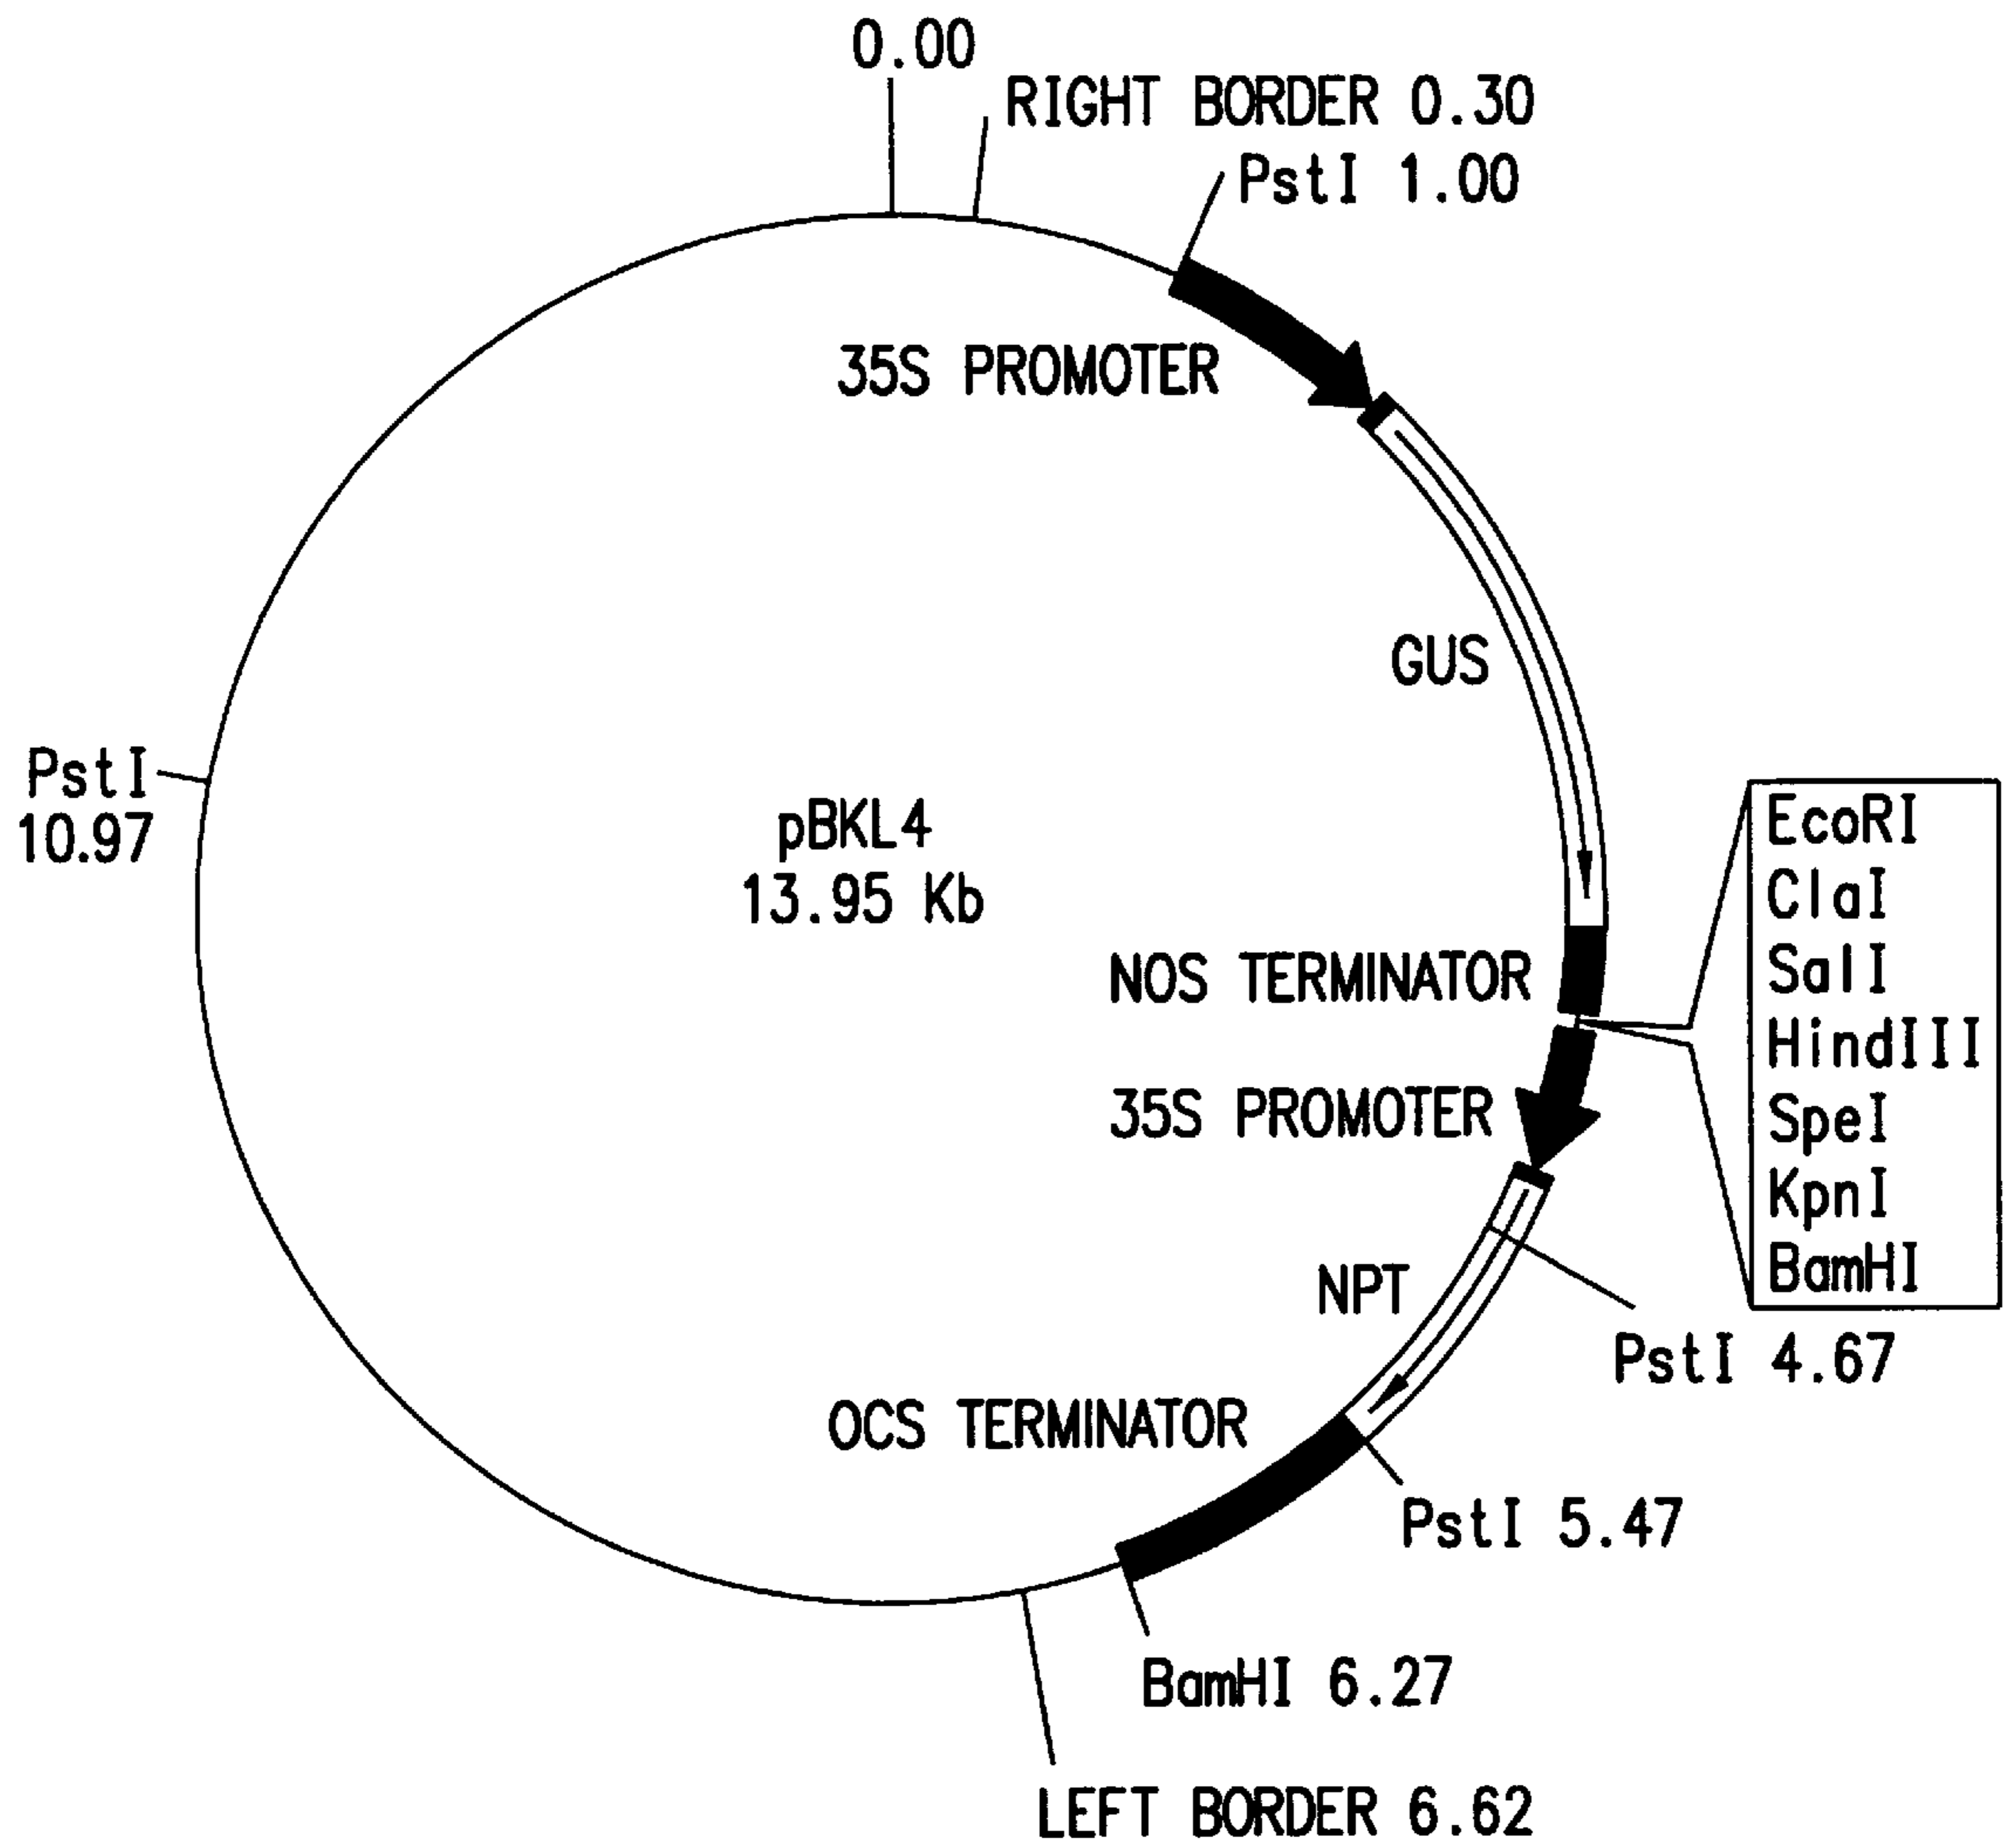 0.00
RIGHT BORDER 0.30
PstI 1.00
35S PROMOTER
GUS
PstI
10.97
pBKL4
13.95 Kb
EcoRI
ClaI
SalI
HindIII
SpeI
KpnI
BamHI
NOS TERMINATOR
35S PROMOTER
NPT
PstI 4.67
OCS TERMINATOR
PstI 5.47
BamHI 6.27
LEFT BORDER 6.62